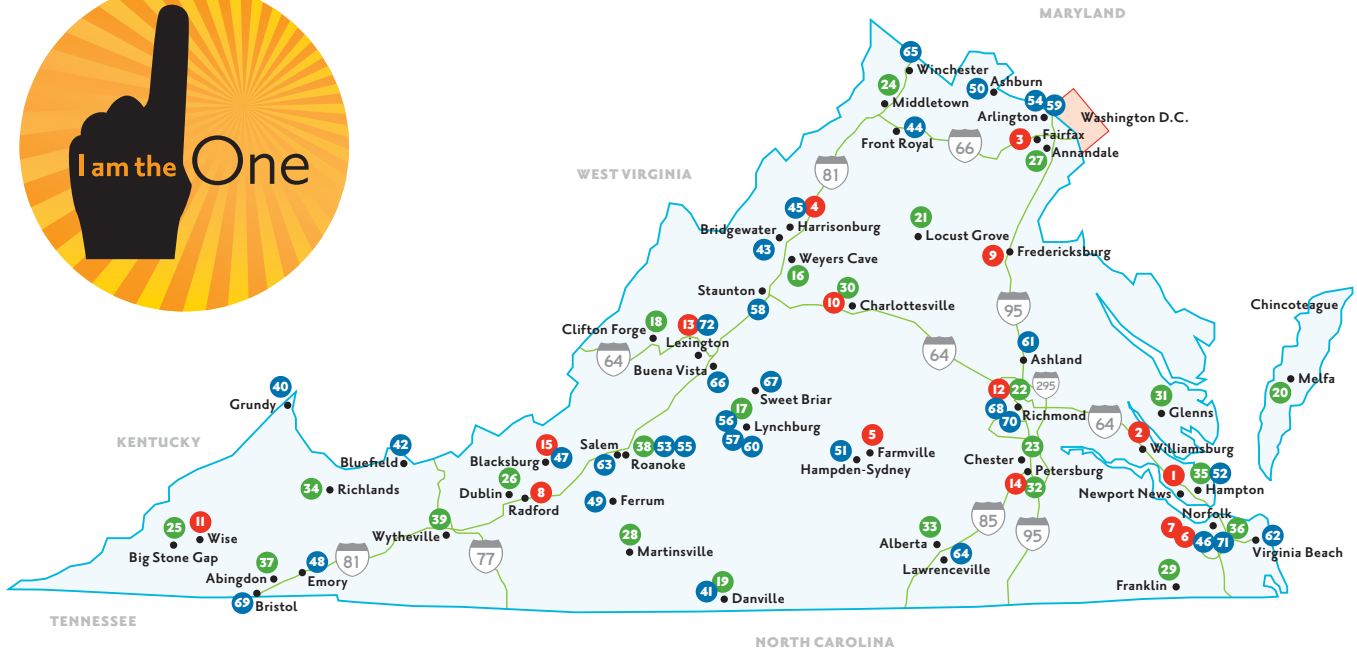 I am the One
MARYLAND
WEST VIRGINIA
KENTUCKY
TENNESSEE
NORTH CAROLINA
65
Winchester
24
Middletown
50
Ashburn
54 59
Arlington
Washington D.C.
44
Front Royal
66
3
Fairfax
27
Annandale
81
45 4
Harrisonburg
Bridgewater
43
21
Locust Grove
9
Fredericksburg
Weyers Cave
16
Staunton
58
30
10
Charlottesville
95
Chincoteague
18
Clifton Forge
13 72
Lexington
64
Buena Vista
66
64
61
Ashland
295
12 22
68
70
Richmond
67
Sweet Briar
17
56
Lynchburg
57 60
64
31
Glenns
20
Melfa
40
Grundy
42
Bluefield
15
47
Blacksburg
Salem
63
38 53 55
Roanoke
5
51
Farmville
Hampden-Sydney
23
Chester
Petersburg
14 32
2
Williamsburg
1
Newport News
35 52
Hampton
34
Richlands
26
Dublin
8
Radford
49
Ferrum
85
95
Norfolk
7
6
46 71
36
62
Virginia Beach
25
11
Wise
Big Stone Gap
39
Wytheville
77
28
Martinsville
33
Alberta
64
Lawrenceville
37
Abingdon
48
Emory
81
69
Bristol
41 19
Danville
29
Franklin